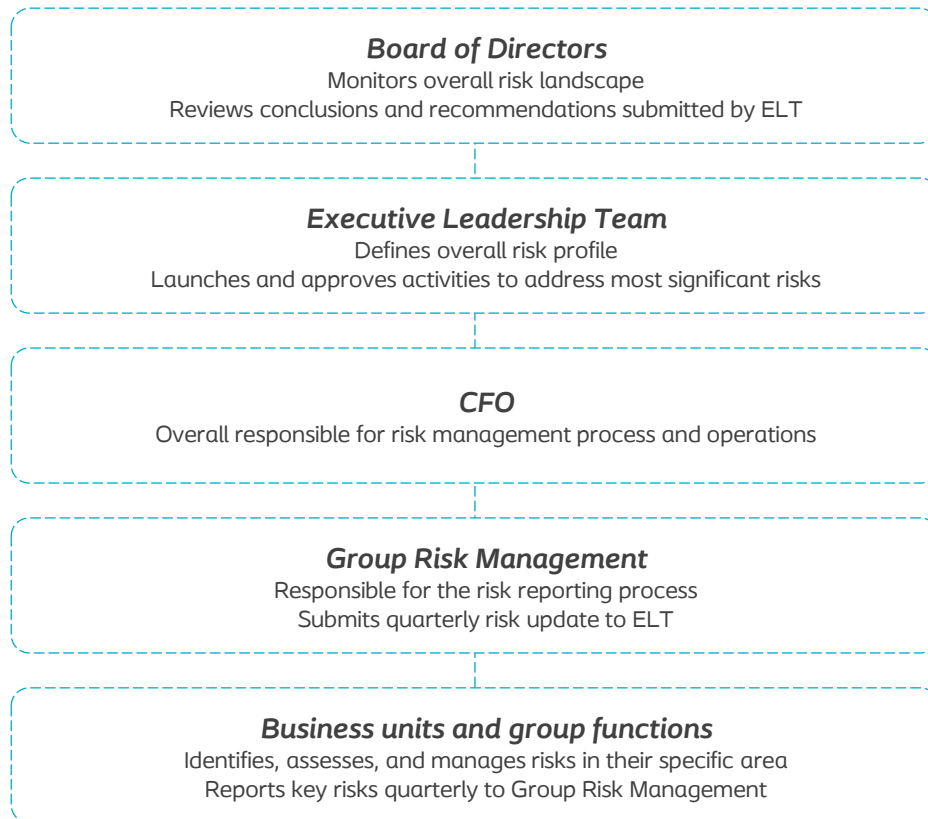 Board of Directors
Monitors overall risk landscape
Reviews conclusions and recommendations submitted by ELT
Executive Leadership Team
Defines overall risk profile
Launches and approves activities to address most significant risks
CFO
Overall responsible for risk management process and operations
Group Risk Management
Responsible for the risk reporting process
Submits quarterly risk update to ELT
Business units and group functions
Identifies, assesses, and manages risks in their specific area
Reports key risks quarterly to Group Risk Management